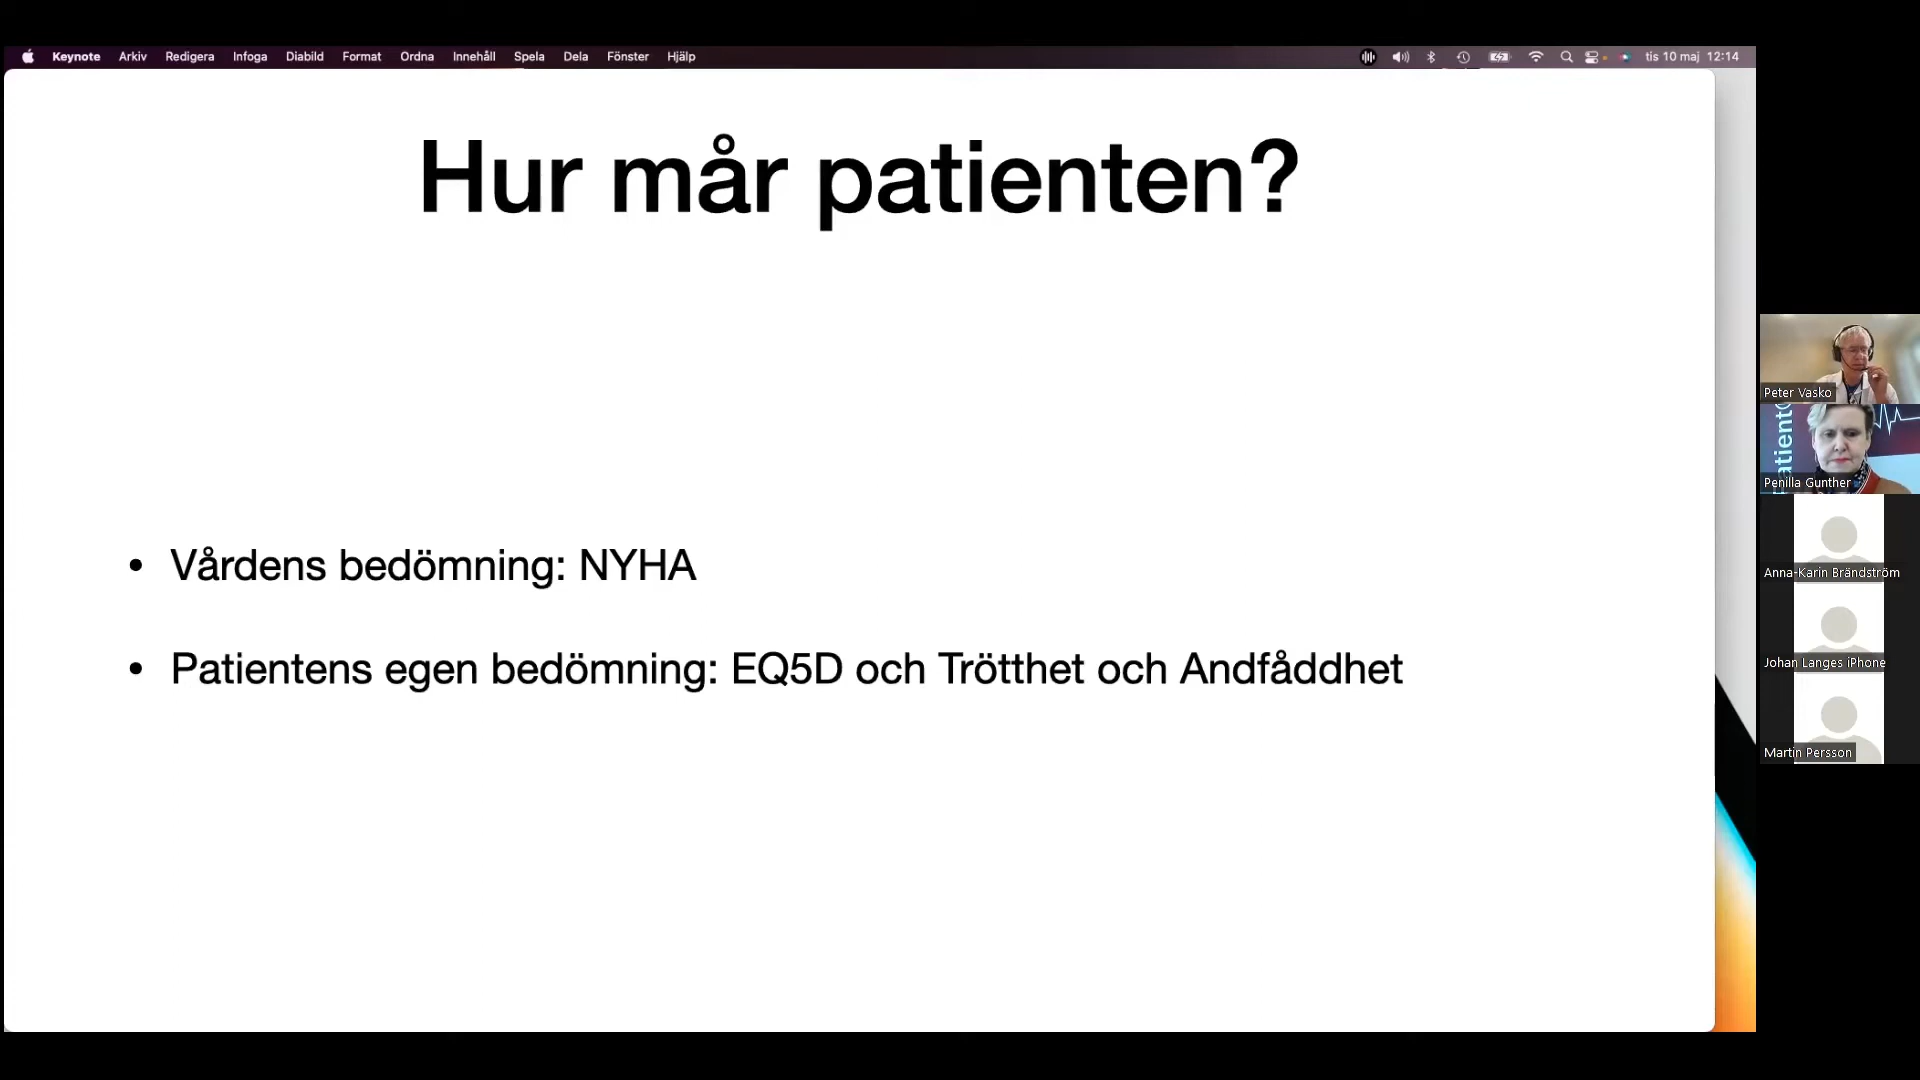 Keynote Arkiv Redigera Infoga Diabild Format Ordna Innehåll Spela Dela Fönster Hjälp
tis 10 maj 12:14
Hur mår patienten?
• Vårdens bedömning: NYHA
• Patientens egen bedömning: EQ5D och Trötthet och Andfåddhet
Peter Vasko
Penilla Gunther
Anna-Karin Brändström
Johan Langes iPhone
Martin Persson